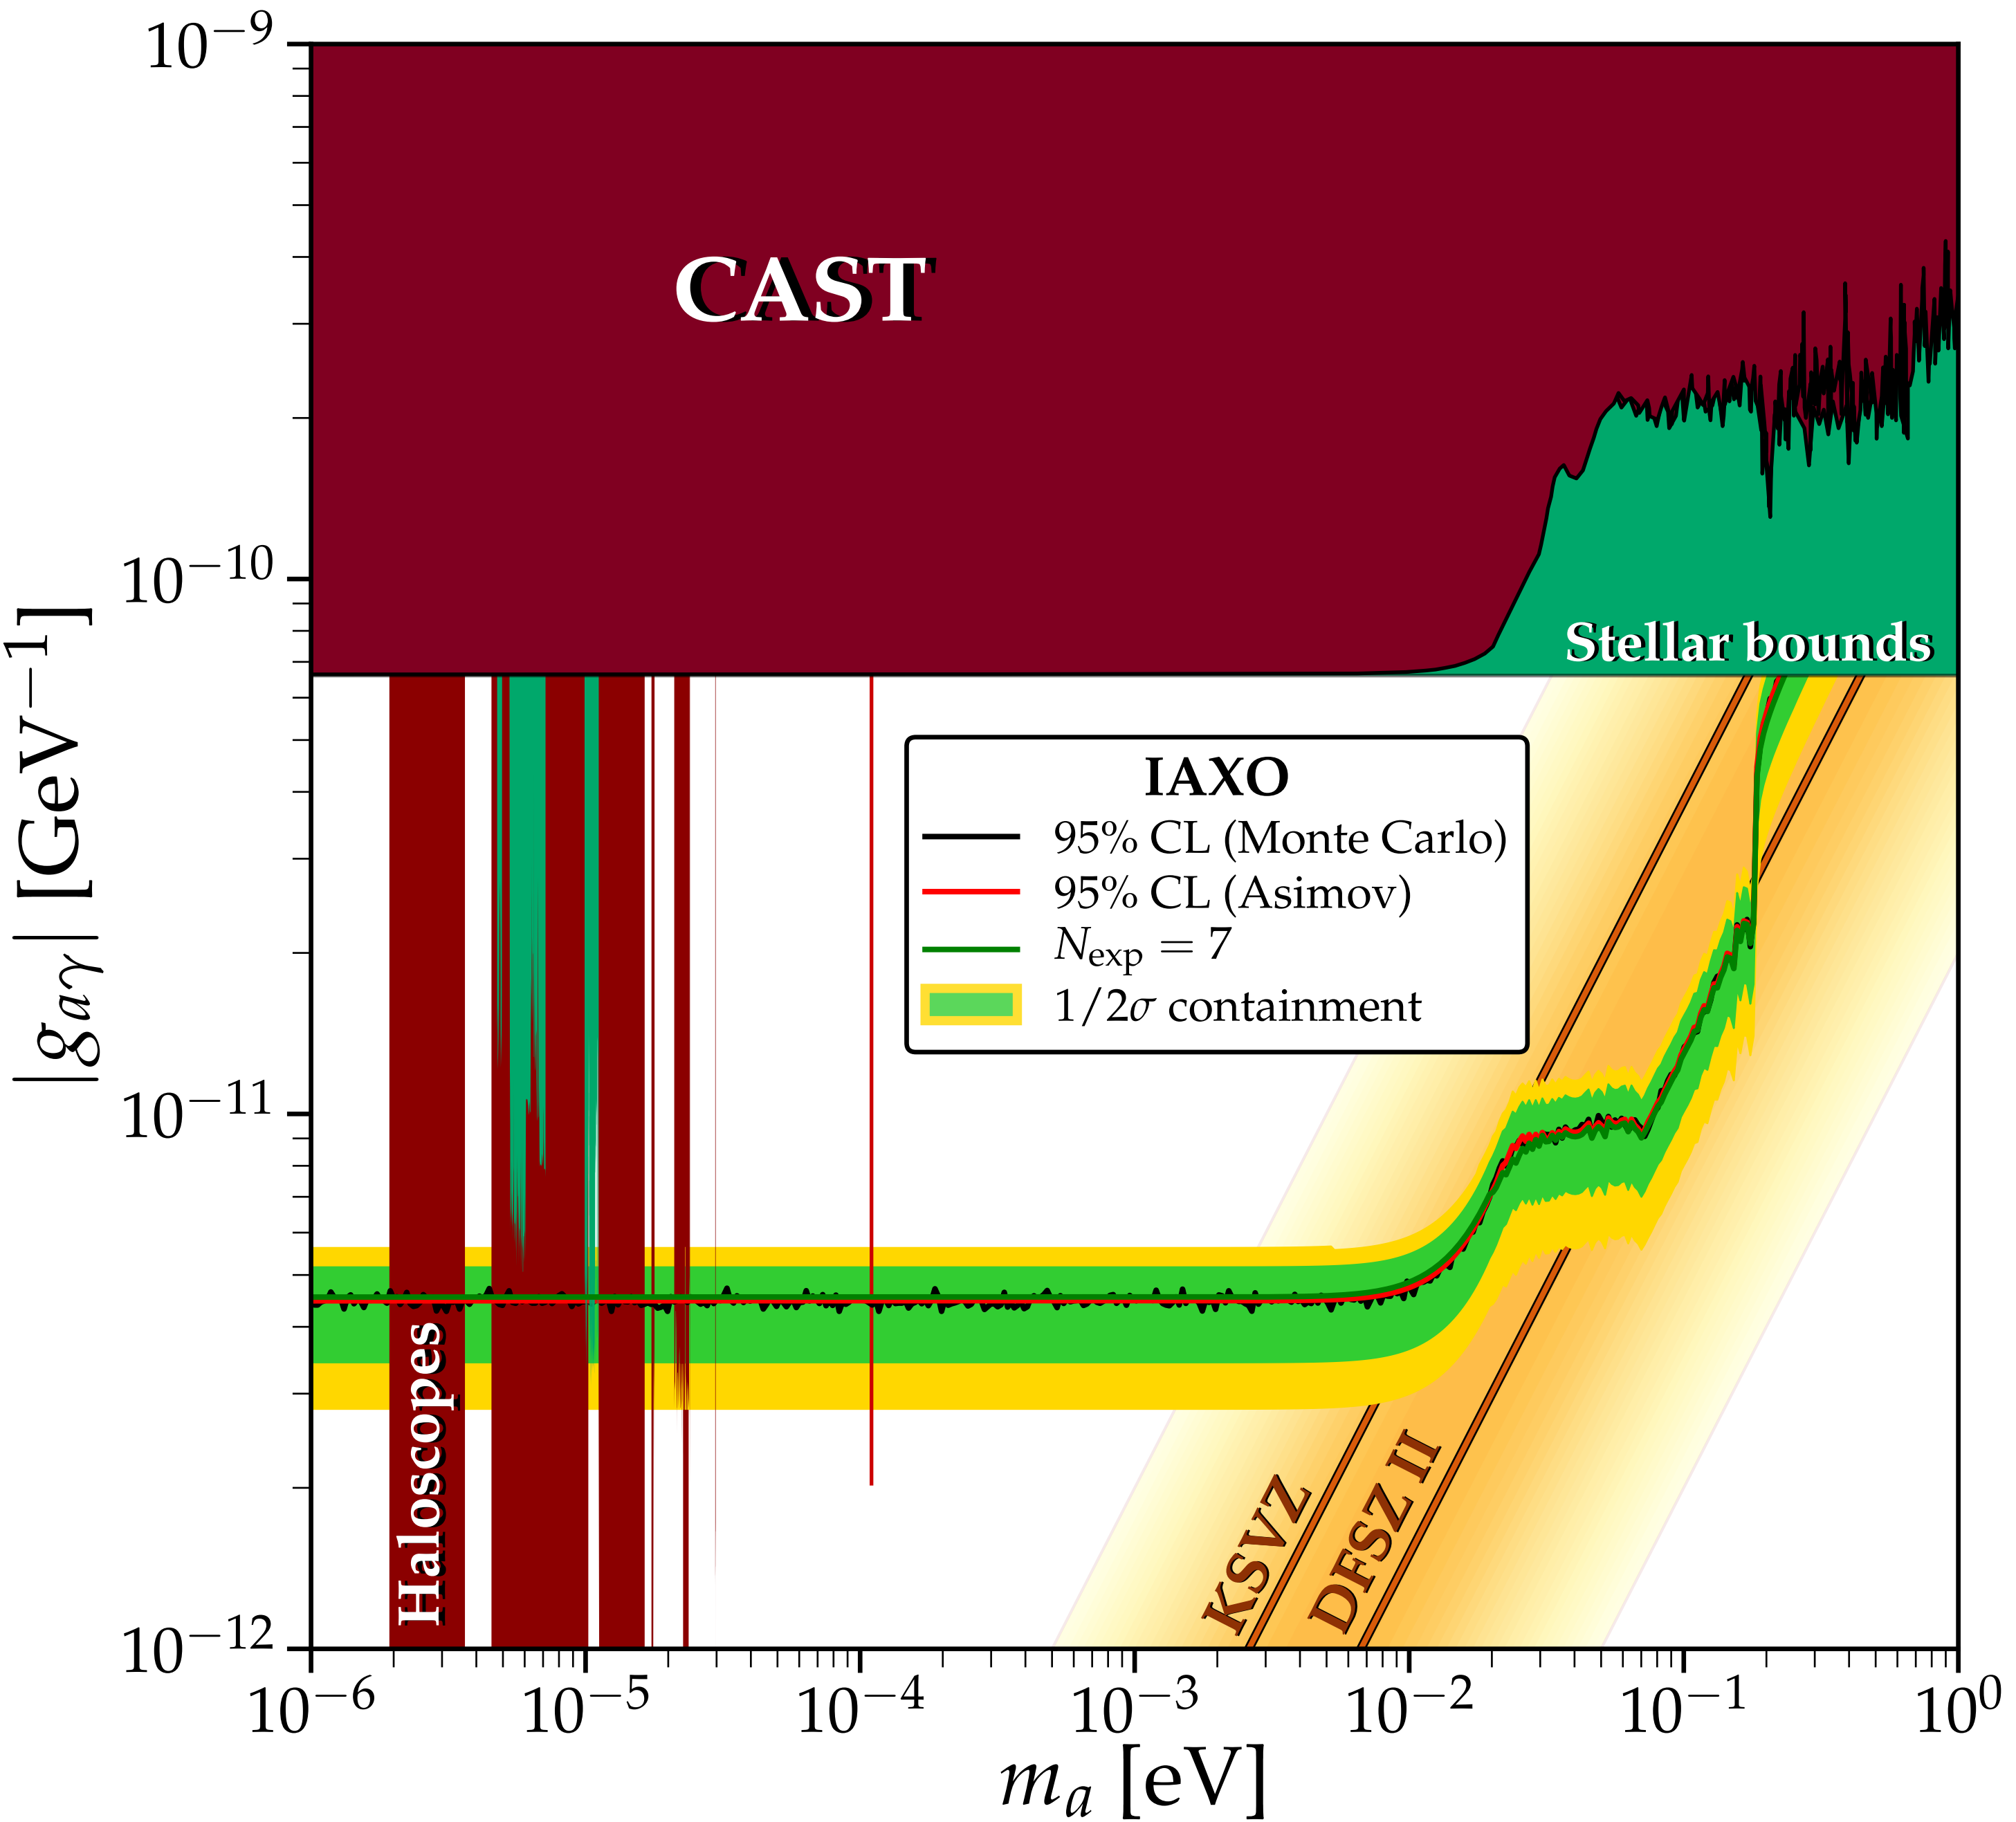 10⁻⁹
CAST
10⁻¹⁰
Stellar bounds
|g_aγ| [GeV⁻¹]
IAXO
95% CL (Monte Carlo)
95% CL (Asimov)
N_exp = 7
1/2σ containment
10⁻¹¹
Haloscopes
KSVZ
DFSZ II
10⁻¹²
10⁻⁶ 10⁻⁵ 10⁻⁴ 10⁻³ 10⁻² 10⁻¹ 10⁰
m_a [eV]